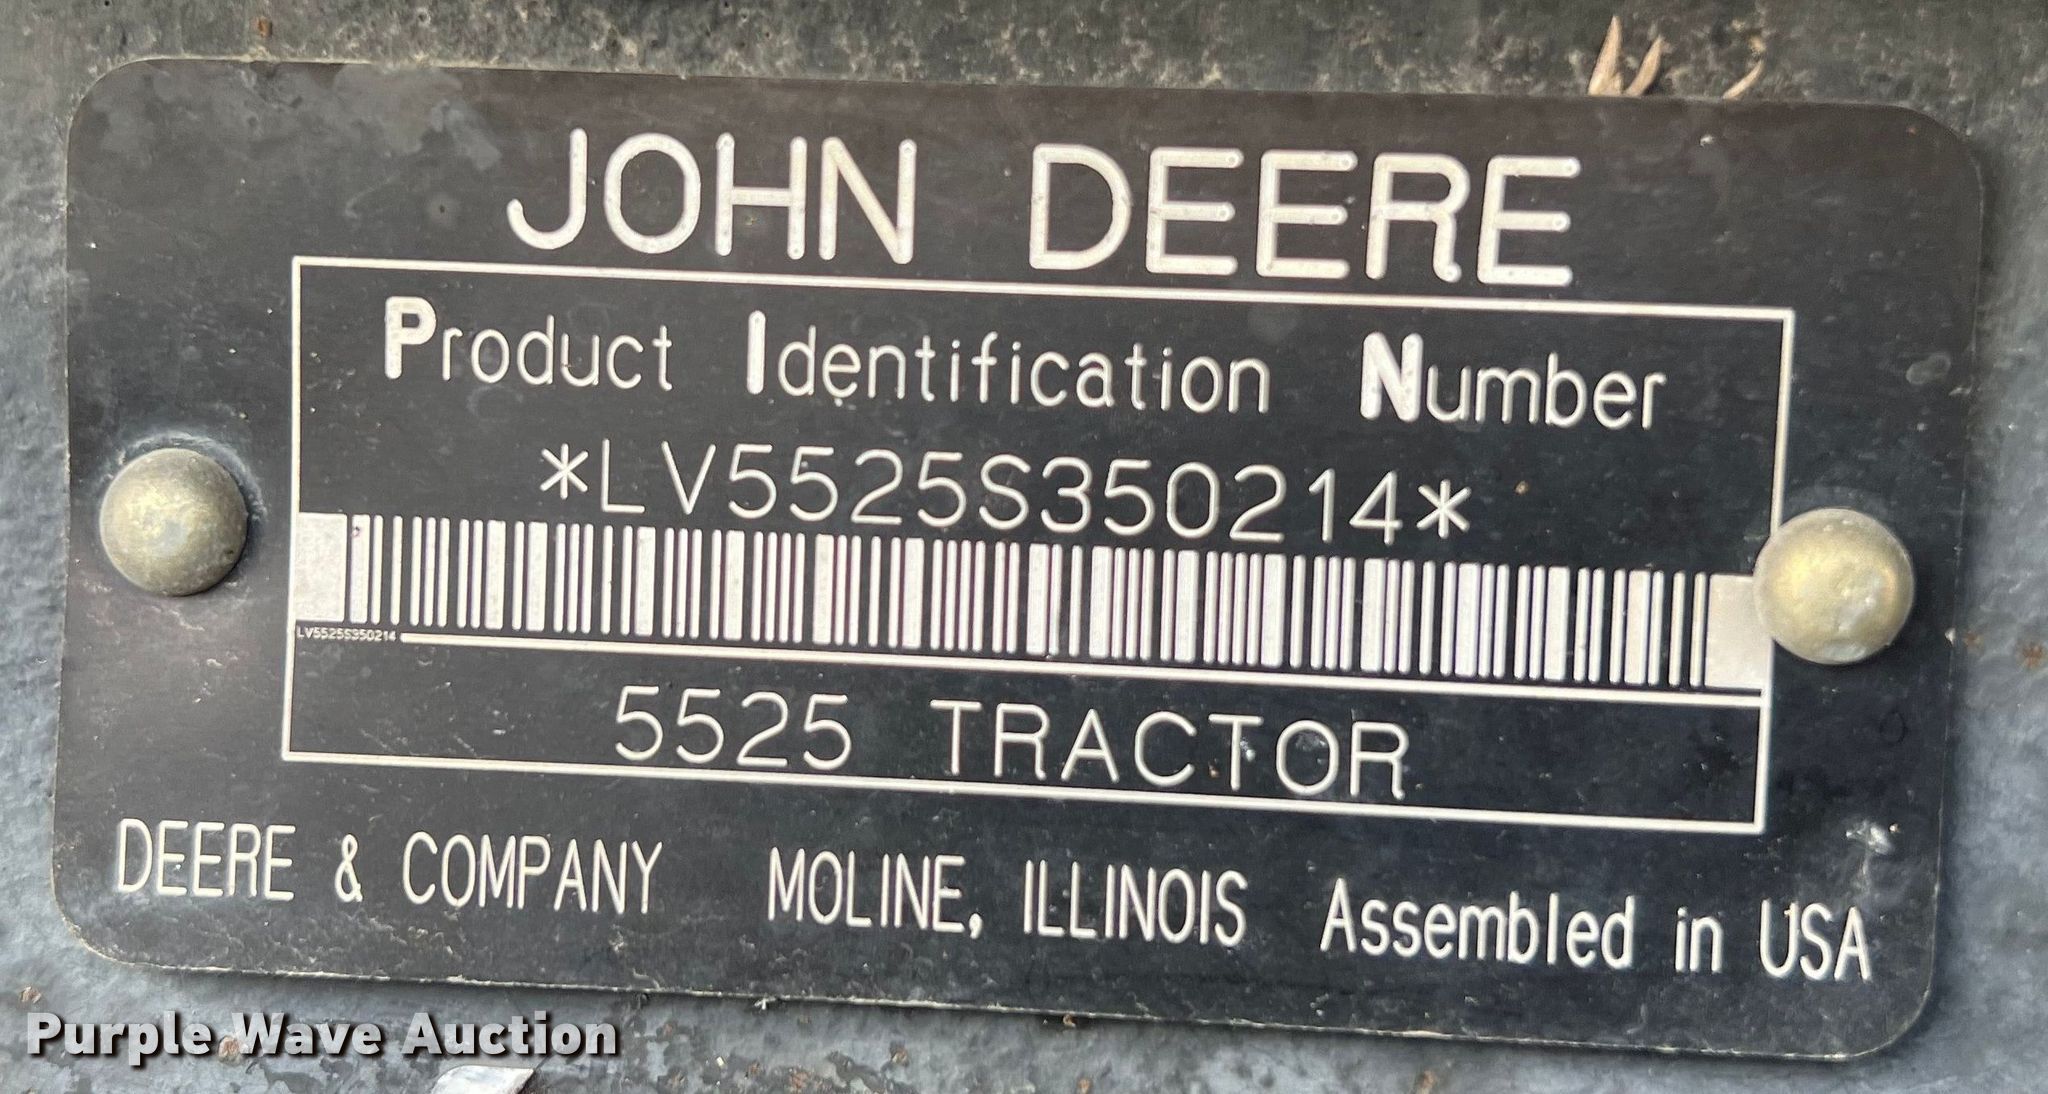 JOHN DEERE
Product Identification Number
*LV5525S350214*
LV5525S350214
5525 TRACTOR
DEERE & COMPANY MOLINE, ILLINOIS Assembled in USA
Purple Wave Auction